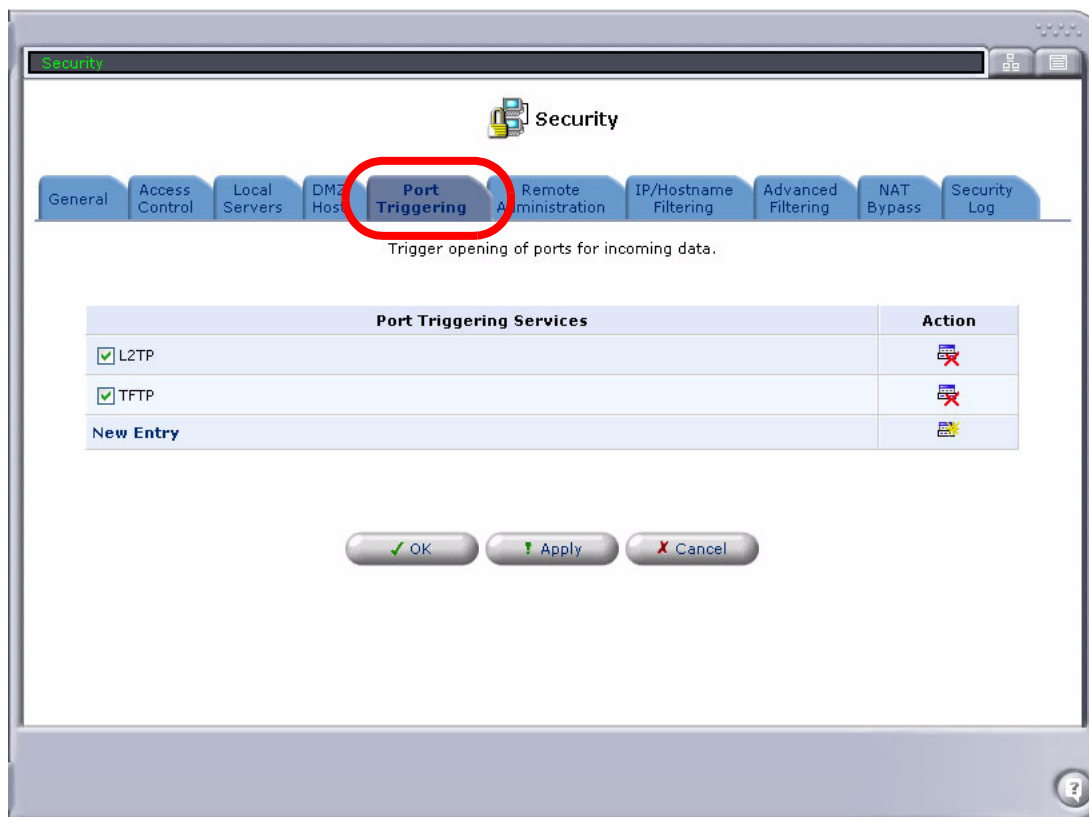 Security
Security
General
Access
Control
Local
Servers
DMZ
Host
Port
Triggering
Remote
Administration
IP/Hostname
Filtering
Advanced
Filtering
NAT
Bypass
Security
Log
Trigger opening of ports for incoming data.
Port Triggering Services
Action
L2TP
TFTP
New Entry
OK
Apply
Cancel
?